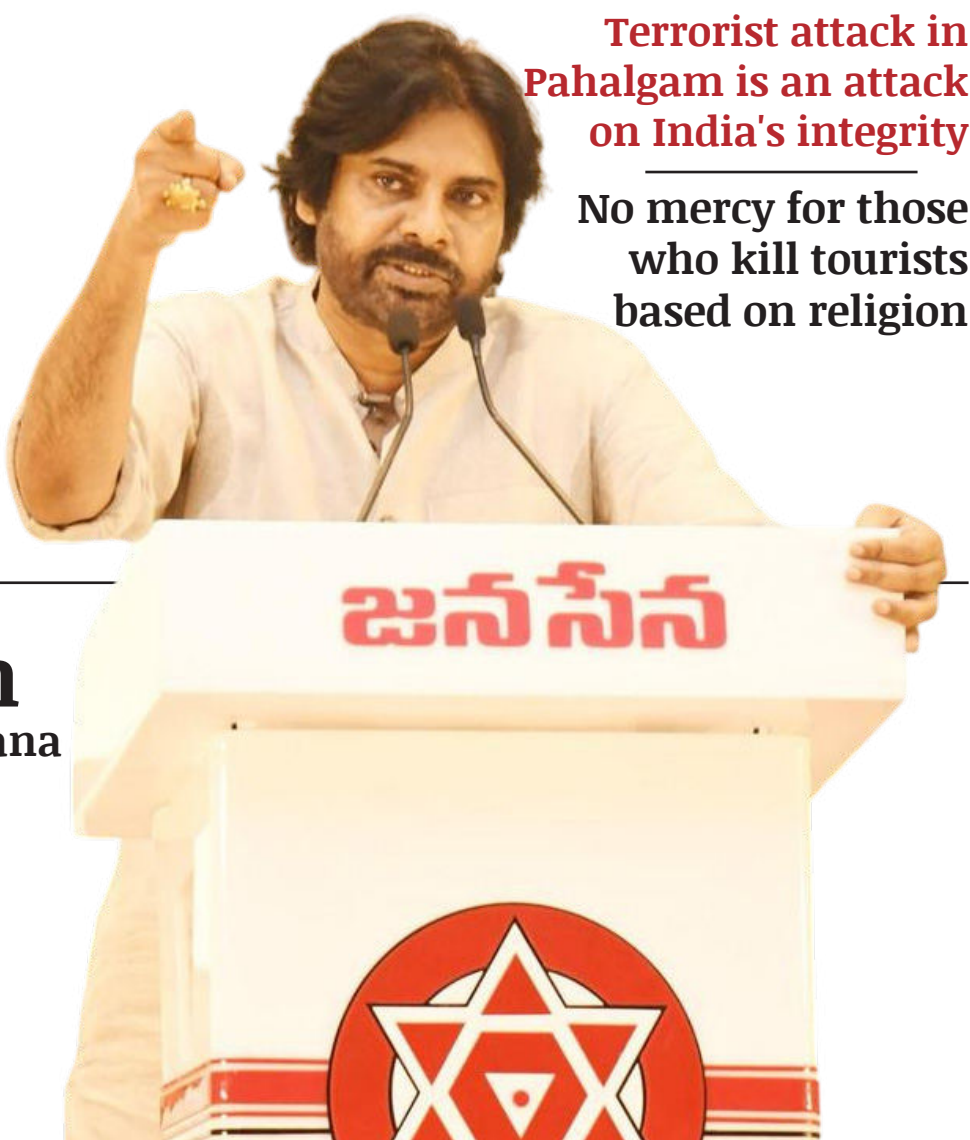 Terrorist attack in
Pahalgam is an attack
on India's integrity
No mercy for those
who kill tourists
based on religion
జనసేన